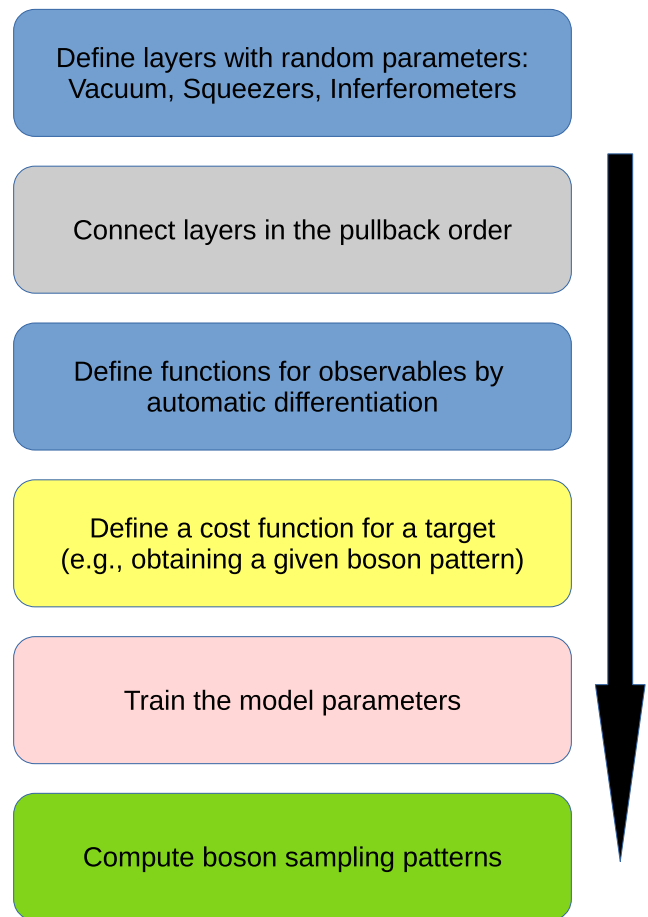 Define layers with random parameters:
Vacuum, Squeezers, Inferferometers
Connect layers in the pullback order
Define functions for observables by
automatic differentiation
Define a cost function for a target
(e.g., obtaining a given boson pattern)
Train the model parameters
Compute boson sampling patterns